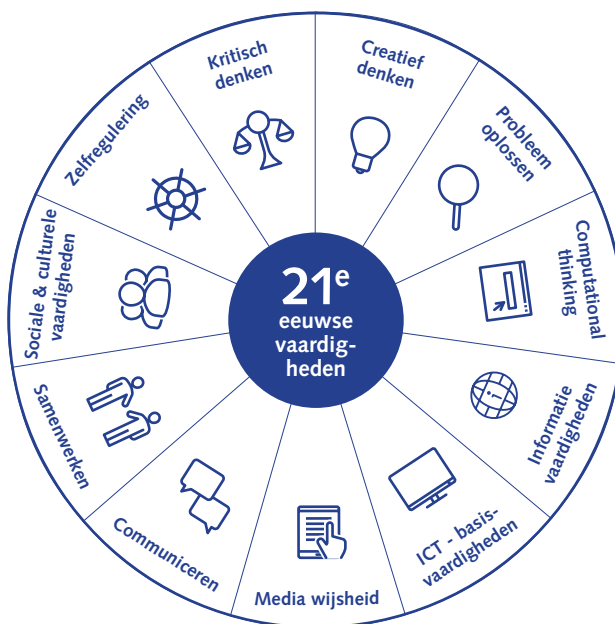 21e
eeuwse
vaardig-
heden
Creatief
denken
Probleem
oplossen
Computational
thinking
Informatie
vaardigheden
ICT - basis-
vaardigheden
Media wijsheid
Communiceren
Samenwerken
Sociale & culturele
vaardigheden
Zelfregulering
Kritisch
denken